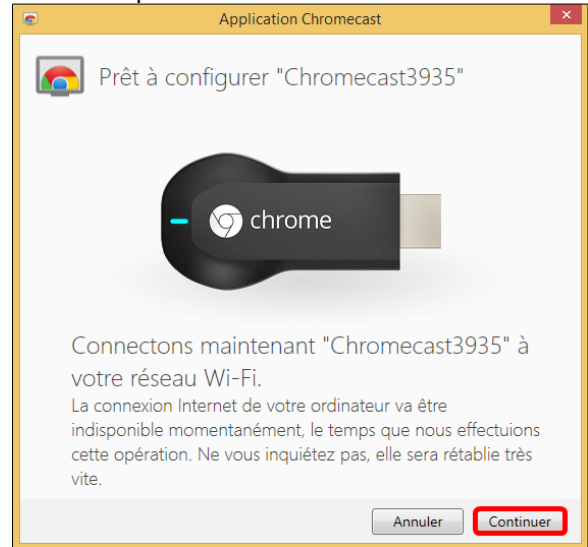 Application Chromecast
Prêt à configurer "Chromecast3935"
chrome
Connectons maintenant "Chromecast3935" à
votre réseau Wi-Fi.
La connexion Internet de votre ordinateur va être
indisponible momentanément, le temps que nous effectuions
cette opération. Ne vous inquiétez pas, elle sera rétablie très
vite.
Annuler Continuer